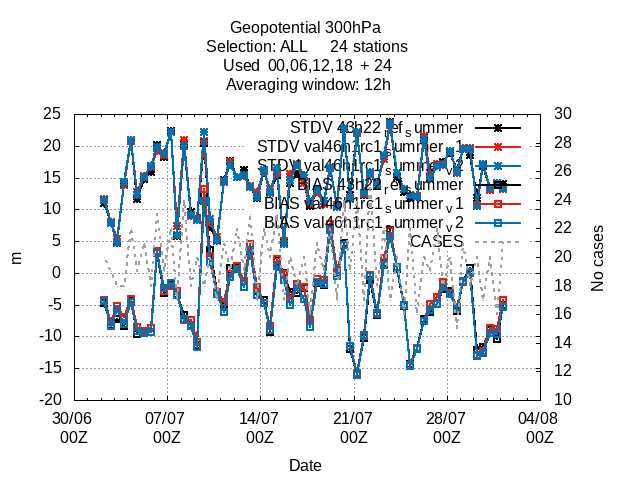 Geopotential 300hPa
Selection: ALL 24 stations
Used 00,06,12,18 + 24
Averaging window: 12h
25
20
15
10
5
0
-5
-10
-15
-20
m
30
28
26
24
22
20
18
16
14
12
10
No cases
STDV 43h22_ref_summer
STDV val46h1rc1_summer_v1
STDV val46h1rc1_summer_v2
BIAS 43h22_ref_summer
BIAS val46h1rc1_summer_v1
BIAS val46h1rc1_summer_v2
CASES
30/06 07/07 14/07 21/07 28/07 04/08
00Z 00Z 00Z 00Z 00Z 00Z
Date